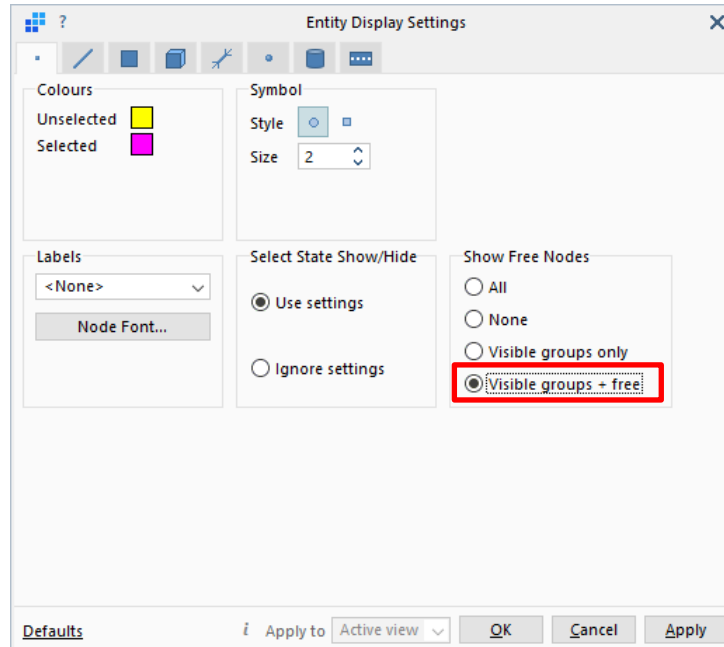 ? Entity Display Settings
Colours
Unselected
Selected
Symbol
Style
Size 2
Labels
<None>
Node Font...
Select State Show/Hide
Use settings
Ignore settings
Show Free Nodes
All
None
Visible groups only
Visible groups + free
Defaults
i Apply to Active view OK Cancel Apply